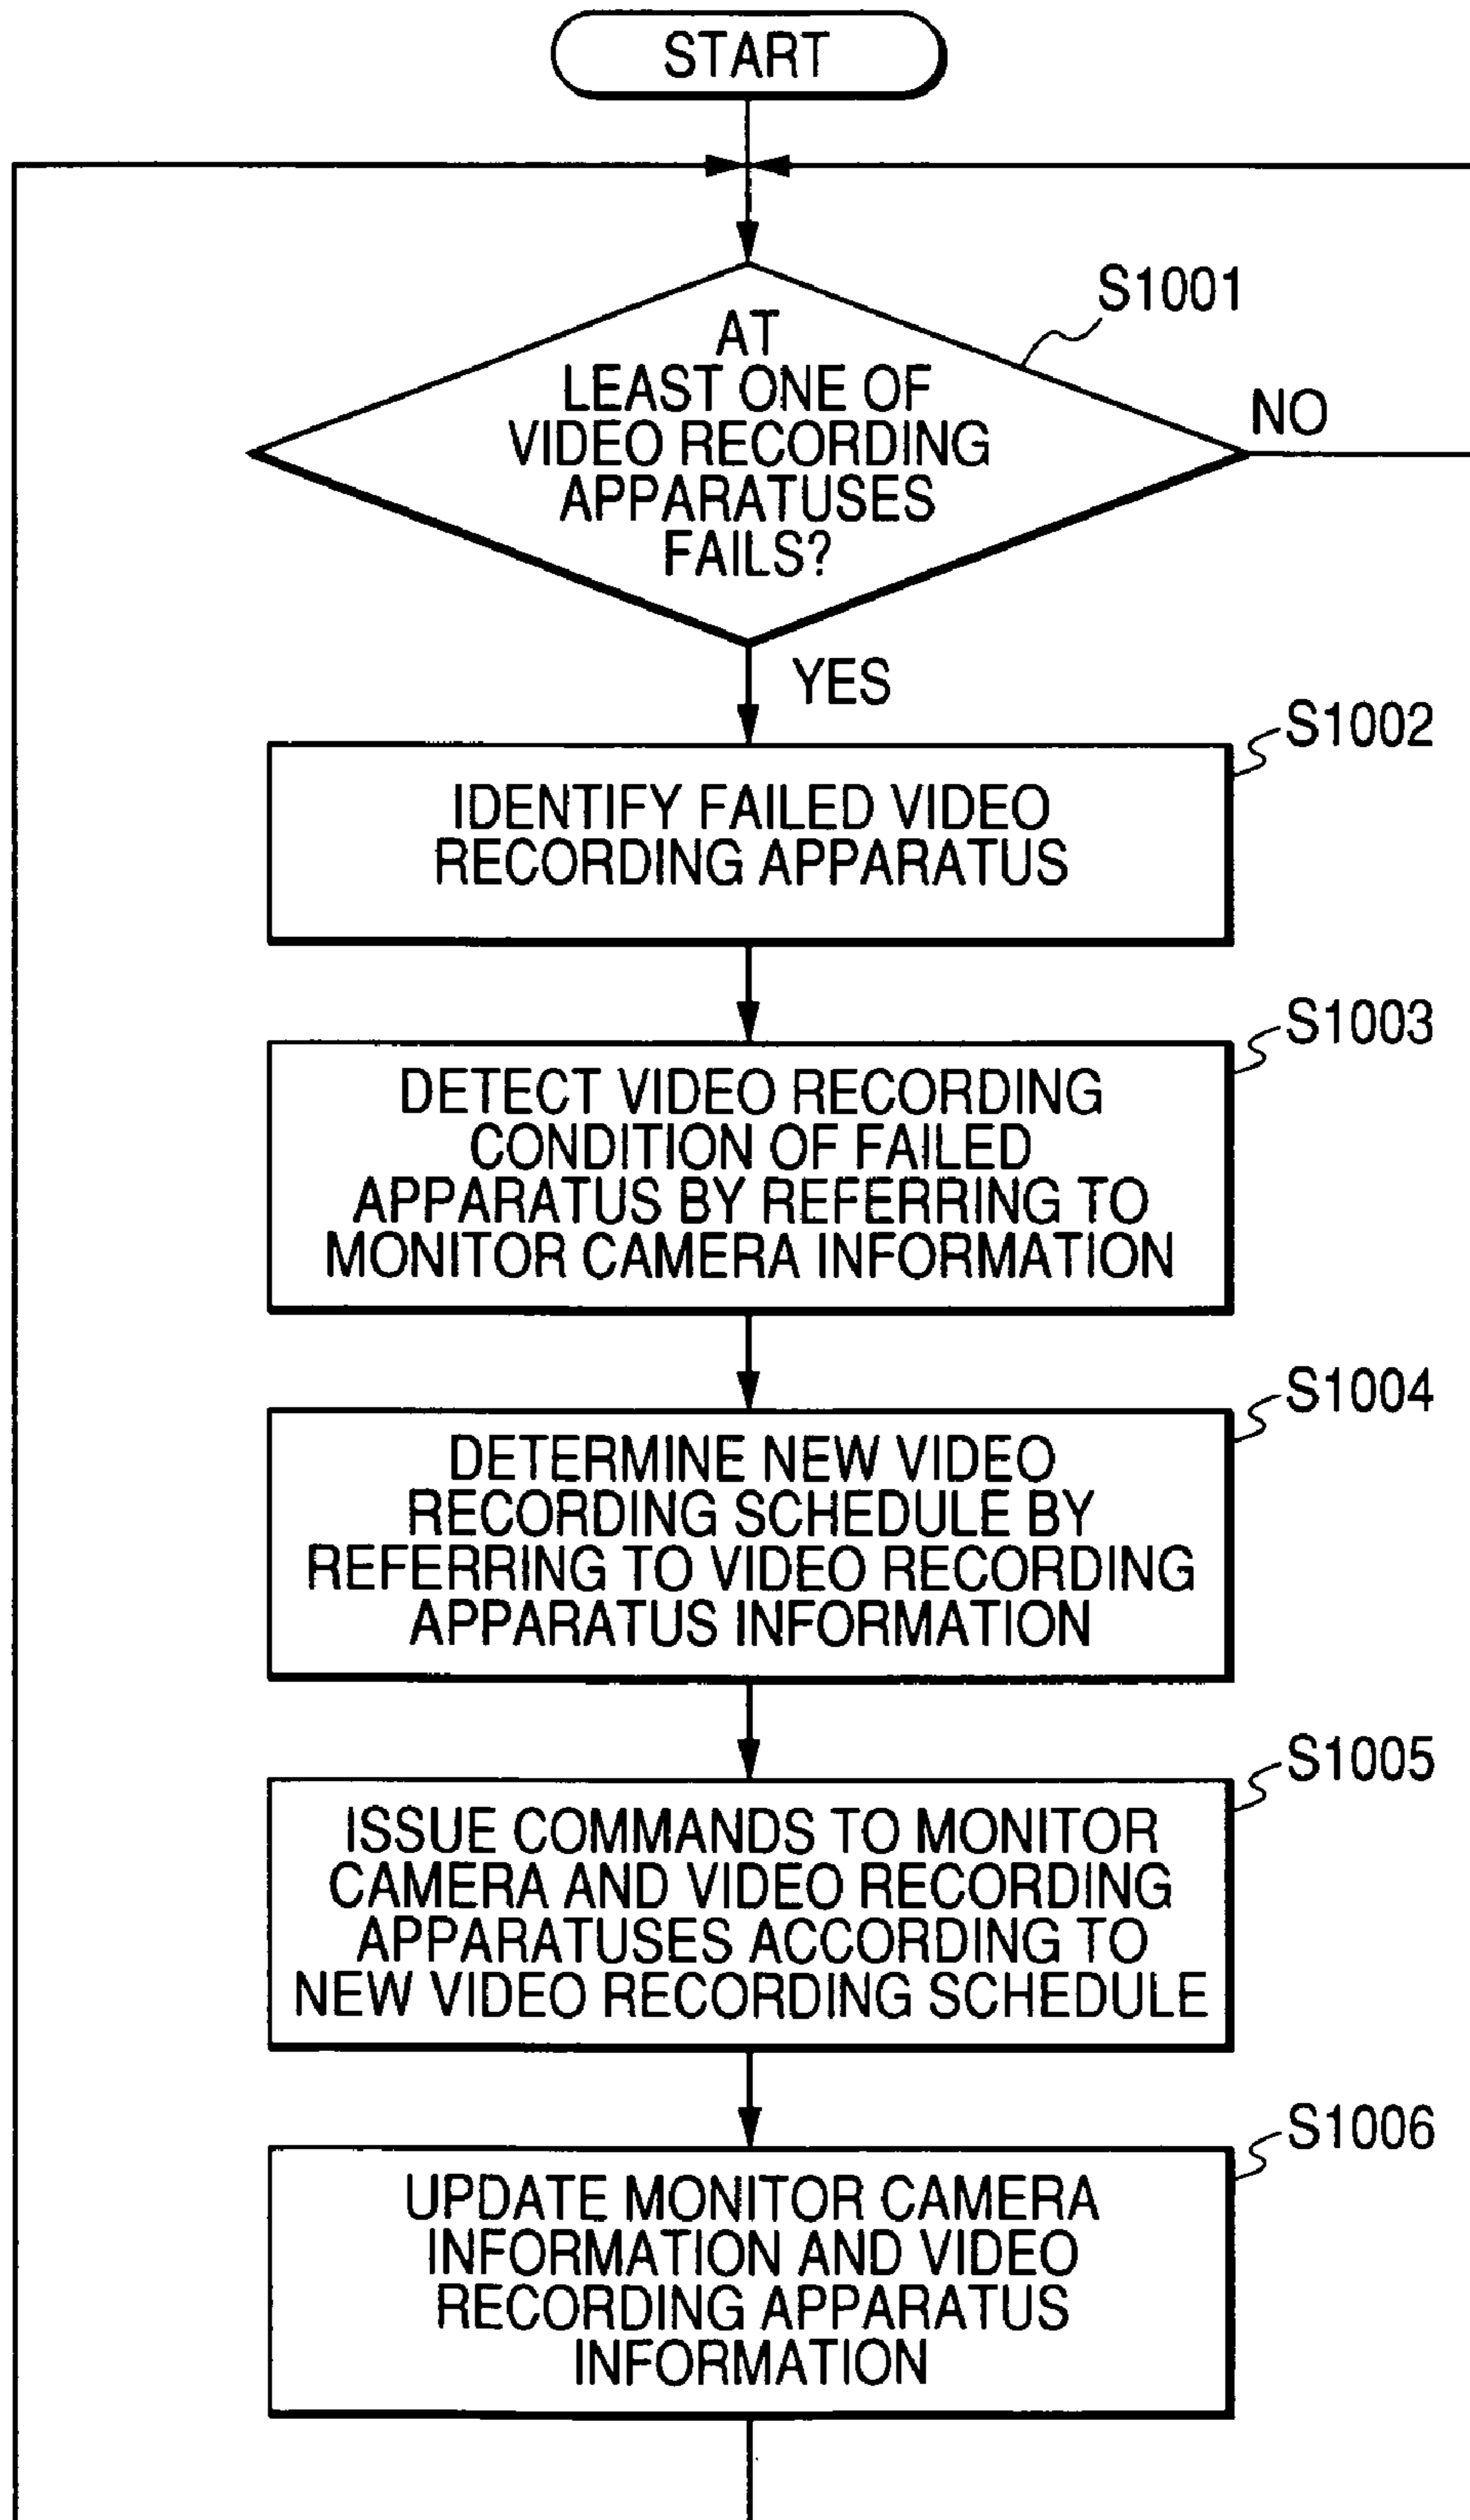 START
S1001
AT
LEAST ONE OF
VIDEO RECORDING
APPARATUSES
FAILS?
NO
YES
S1002
IDENTIFY FAILED VIDEO
RECORDING APPARATUS
S1003
DETECT VIDEO RECORDING
CONDITION OF FAILED
APPARATUS BY REFERRING TO
MONITOR CAMERA INFORMATION
S1004
DETERMINE NEW VIDEO
RECORDING SCHEDULE BY
REFERRING TO VIDEO RECORDING
APPARATUS INFORMATION
S1005
ISSUE COMMANDS TO MONITOR
CAMERA AND VIDEO RECORDING
APPARATUSES ACCORDING TO
NEW VIDEO RECORDING SCHEDULE
S1006
UPDATE MONITOR CAMERA
INFORMATION AND VIDEO
RECORDING APPARATUS
INFORMATION